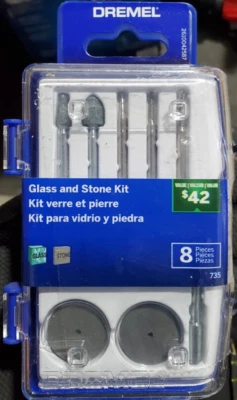 DREMEL
2620042587
Glass and Stone Kit
Kit verre et pierre
Kit para vidrio y piedra
VALUE / VALEUR / VALOR
$42
GLASS
STONE
8 Pieces
Pièces
Piezas
735